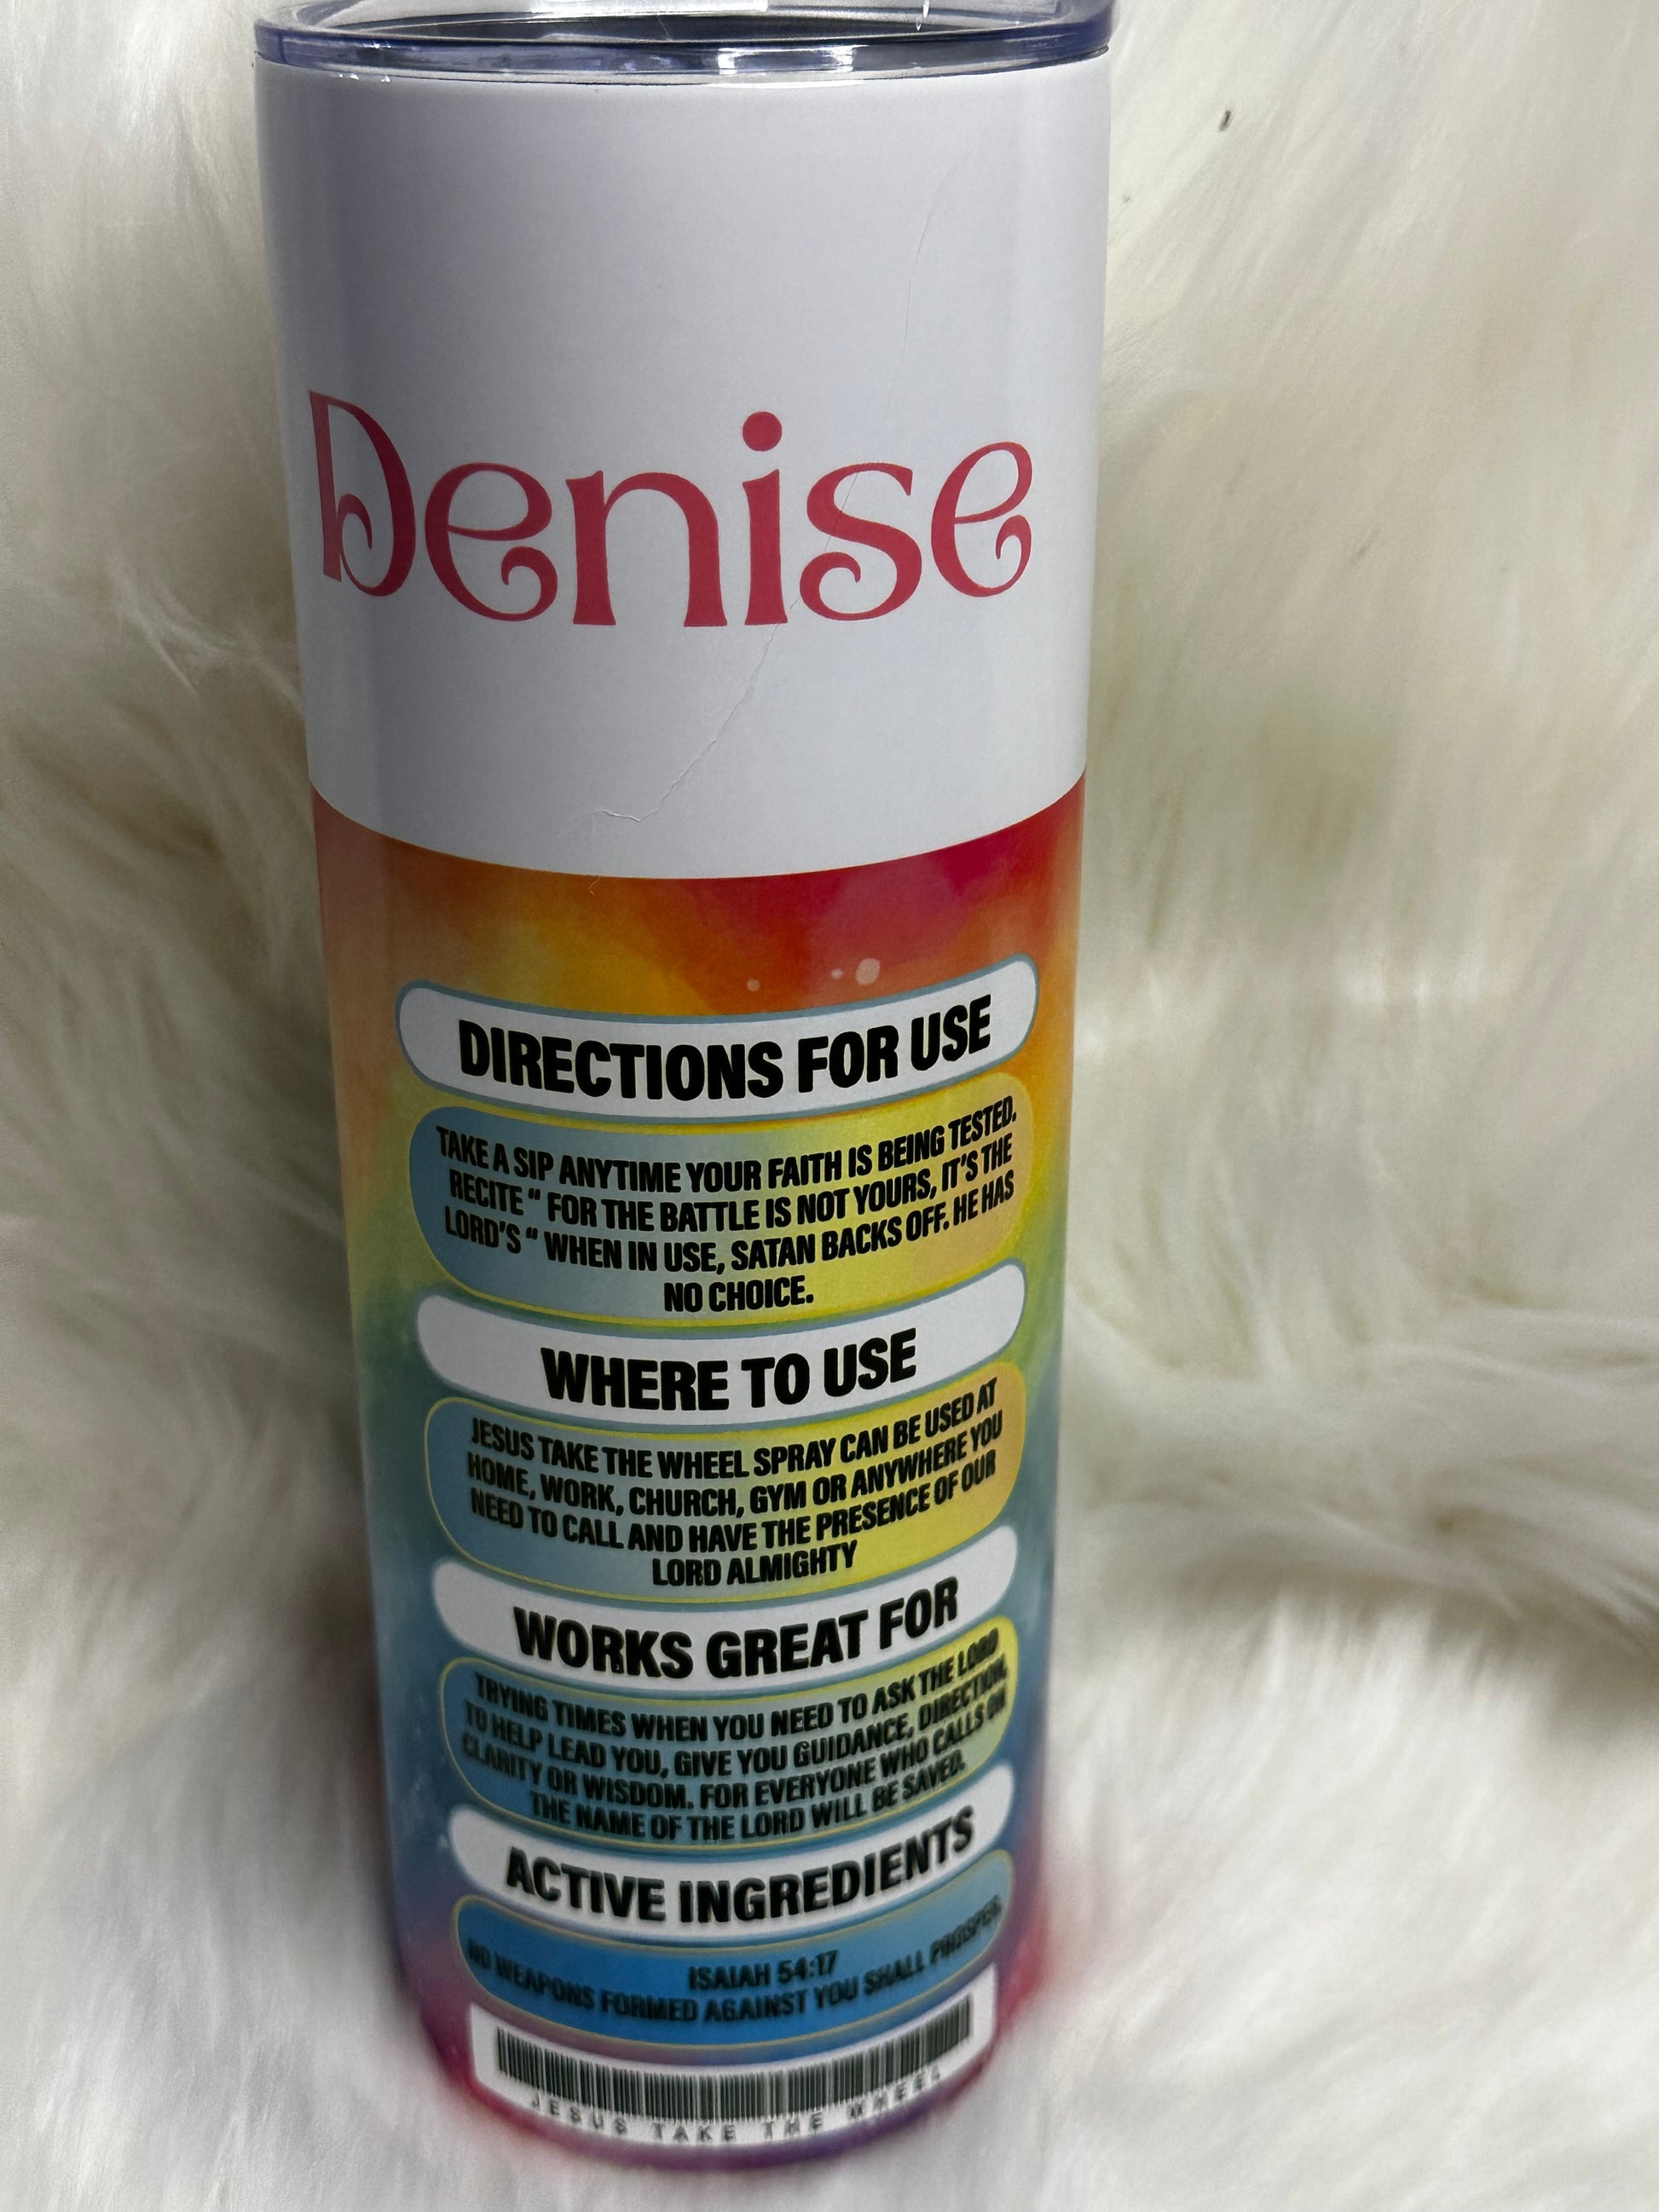 Denise
DIRECTIONS FOR USE
TAKE A SIP ANYTIME YOUR FAITH IS BEING TESTED.
RECITE " FOR THE BATTLE IS NOT YOURS, IT'S THE
LORD'S " WHEN IN USE, SATAN BACKS OFF. HE HAS
NO CHOICE.
WHERE TO USE
JESUS TAKE THE WHEEL SPRAY CAN BE USED AT
HOME, WORK, CHURCH, GYM OR ANYWHERE YOU
NEED TO CALL AND HAVE THE PRESENCE OF OUR
LORD ALMIGHTY
WORKS GREAT FOR
TRYING TIMES WHEN YOU NEED TO ASK THE LORD
TO HELP LEAD YOU, GIVE YOU GUIDANCE, DIRECTION,
CLARITY OR WISDOM. FOR EVERYONE WHO CALLS ON
THE NAME OF THE LORD WILL BE SAVED.
ACTIVE INGREDIENTS
ISAIAH 54:17
NO WEAPONS FORMED AGAINST YOU SHALL PROSPER.
JESUS TAKE THE WHEEL